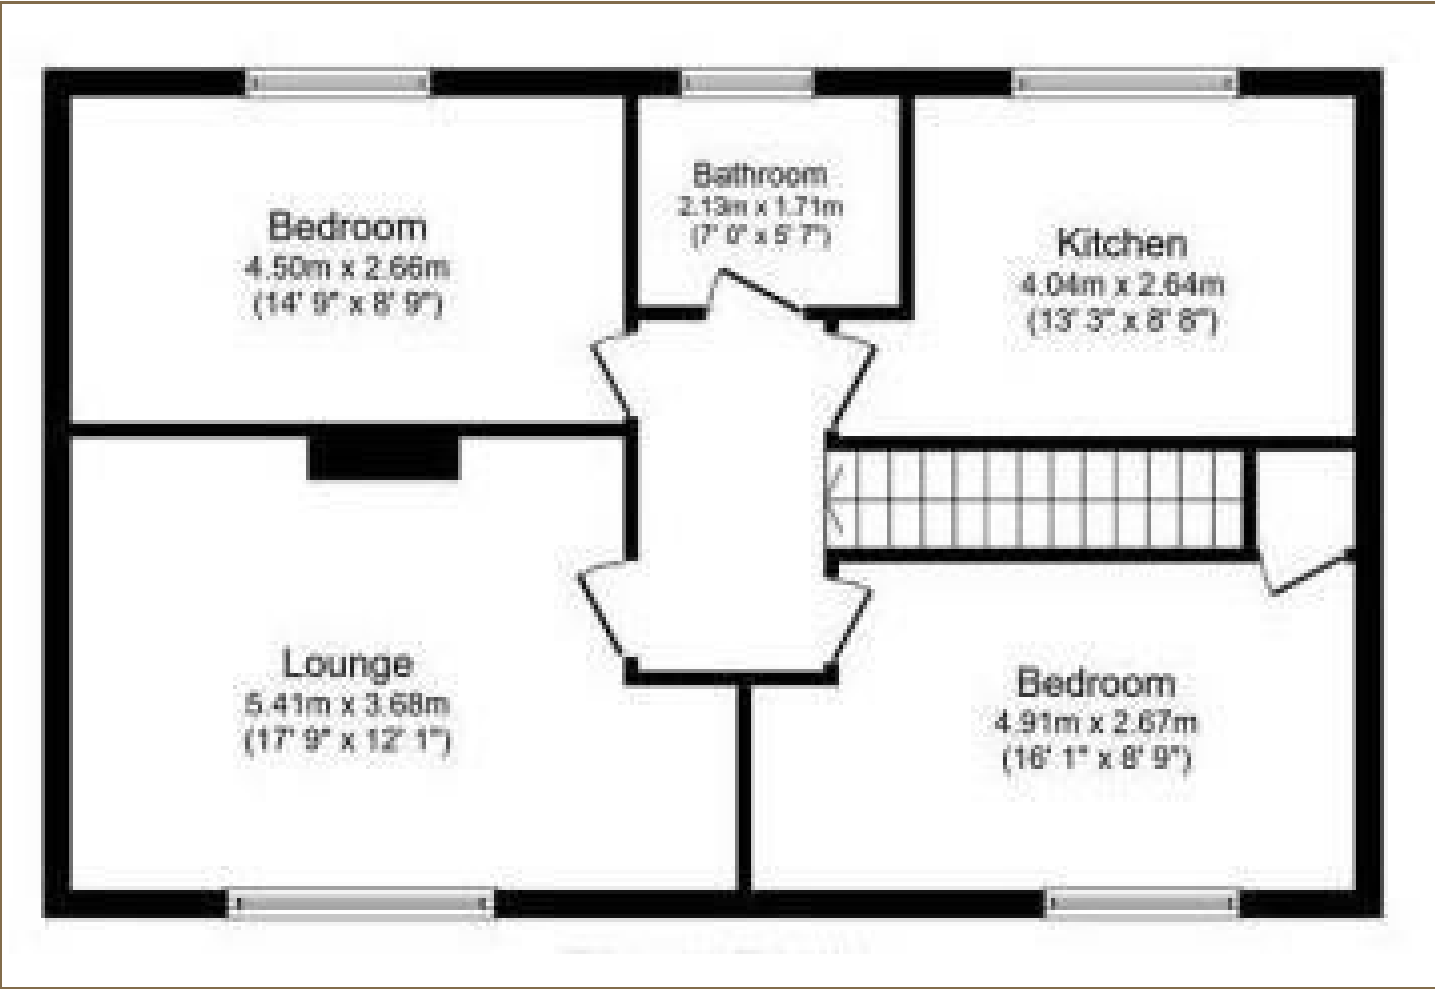 Bedroom
4.50m x 2.66m
(14' 9" x 8' 9")
Bathroom
2.13m x 1.71m
(7' 0" x 5' 7")
Kitchen
4.04m x 2.64m
(13' 3" x 8' 8")
Lounge
5.41m x 3.68m
(17' 9" x 12' 1")
Bedroom
4.91m x 2.67m
(16' 1" x 8' 9")